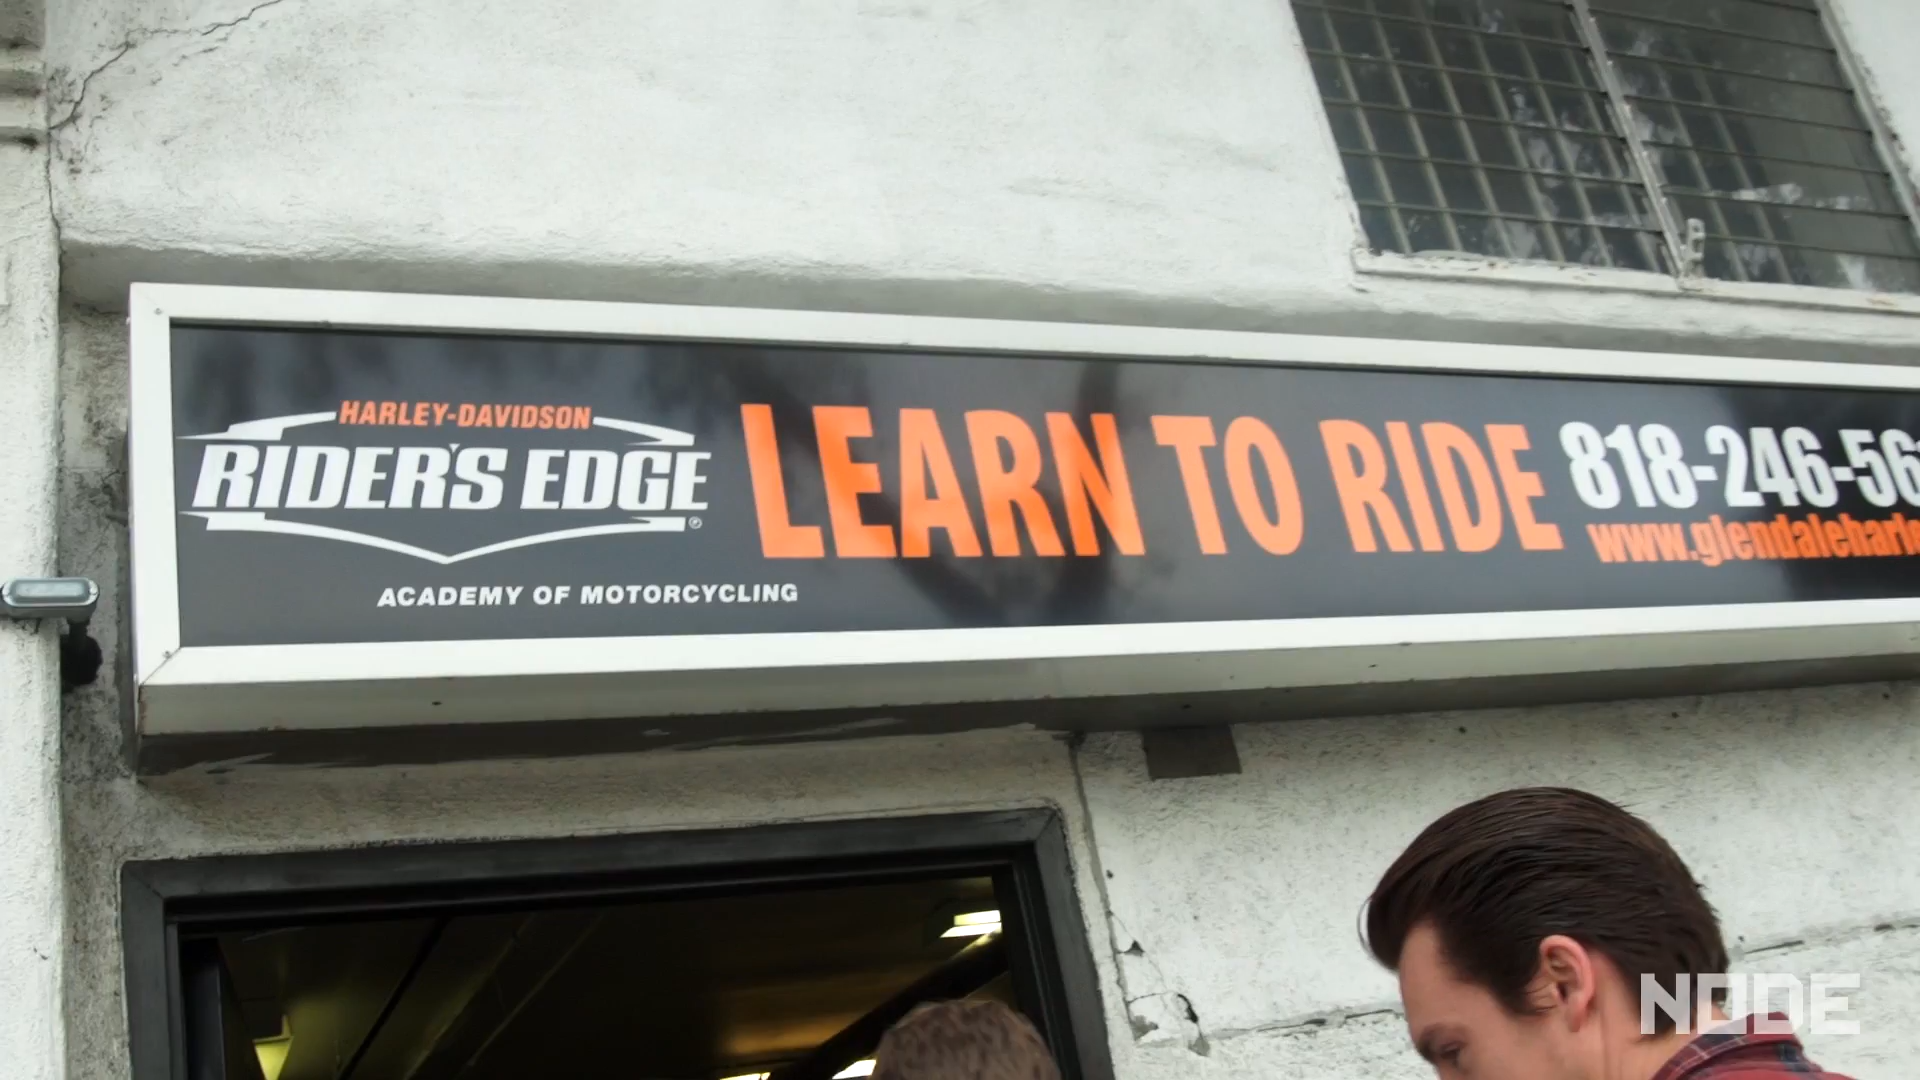 HARLEY-DAVIDSON
RIDER'S EDGE®
ACADEMY OF MOTORCYCLING
LEARN TO RIDE
818-246-56
www.glendaleharle
NODE